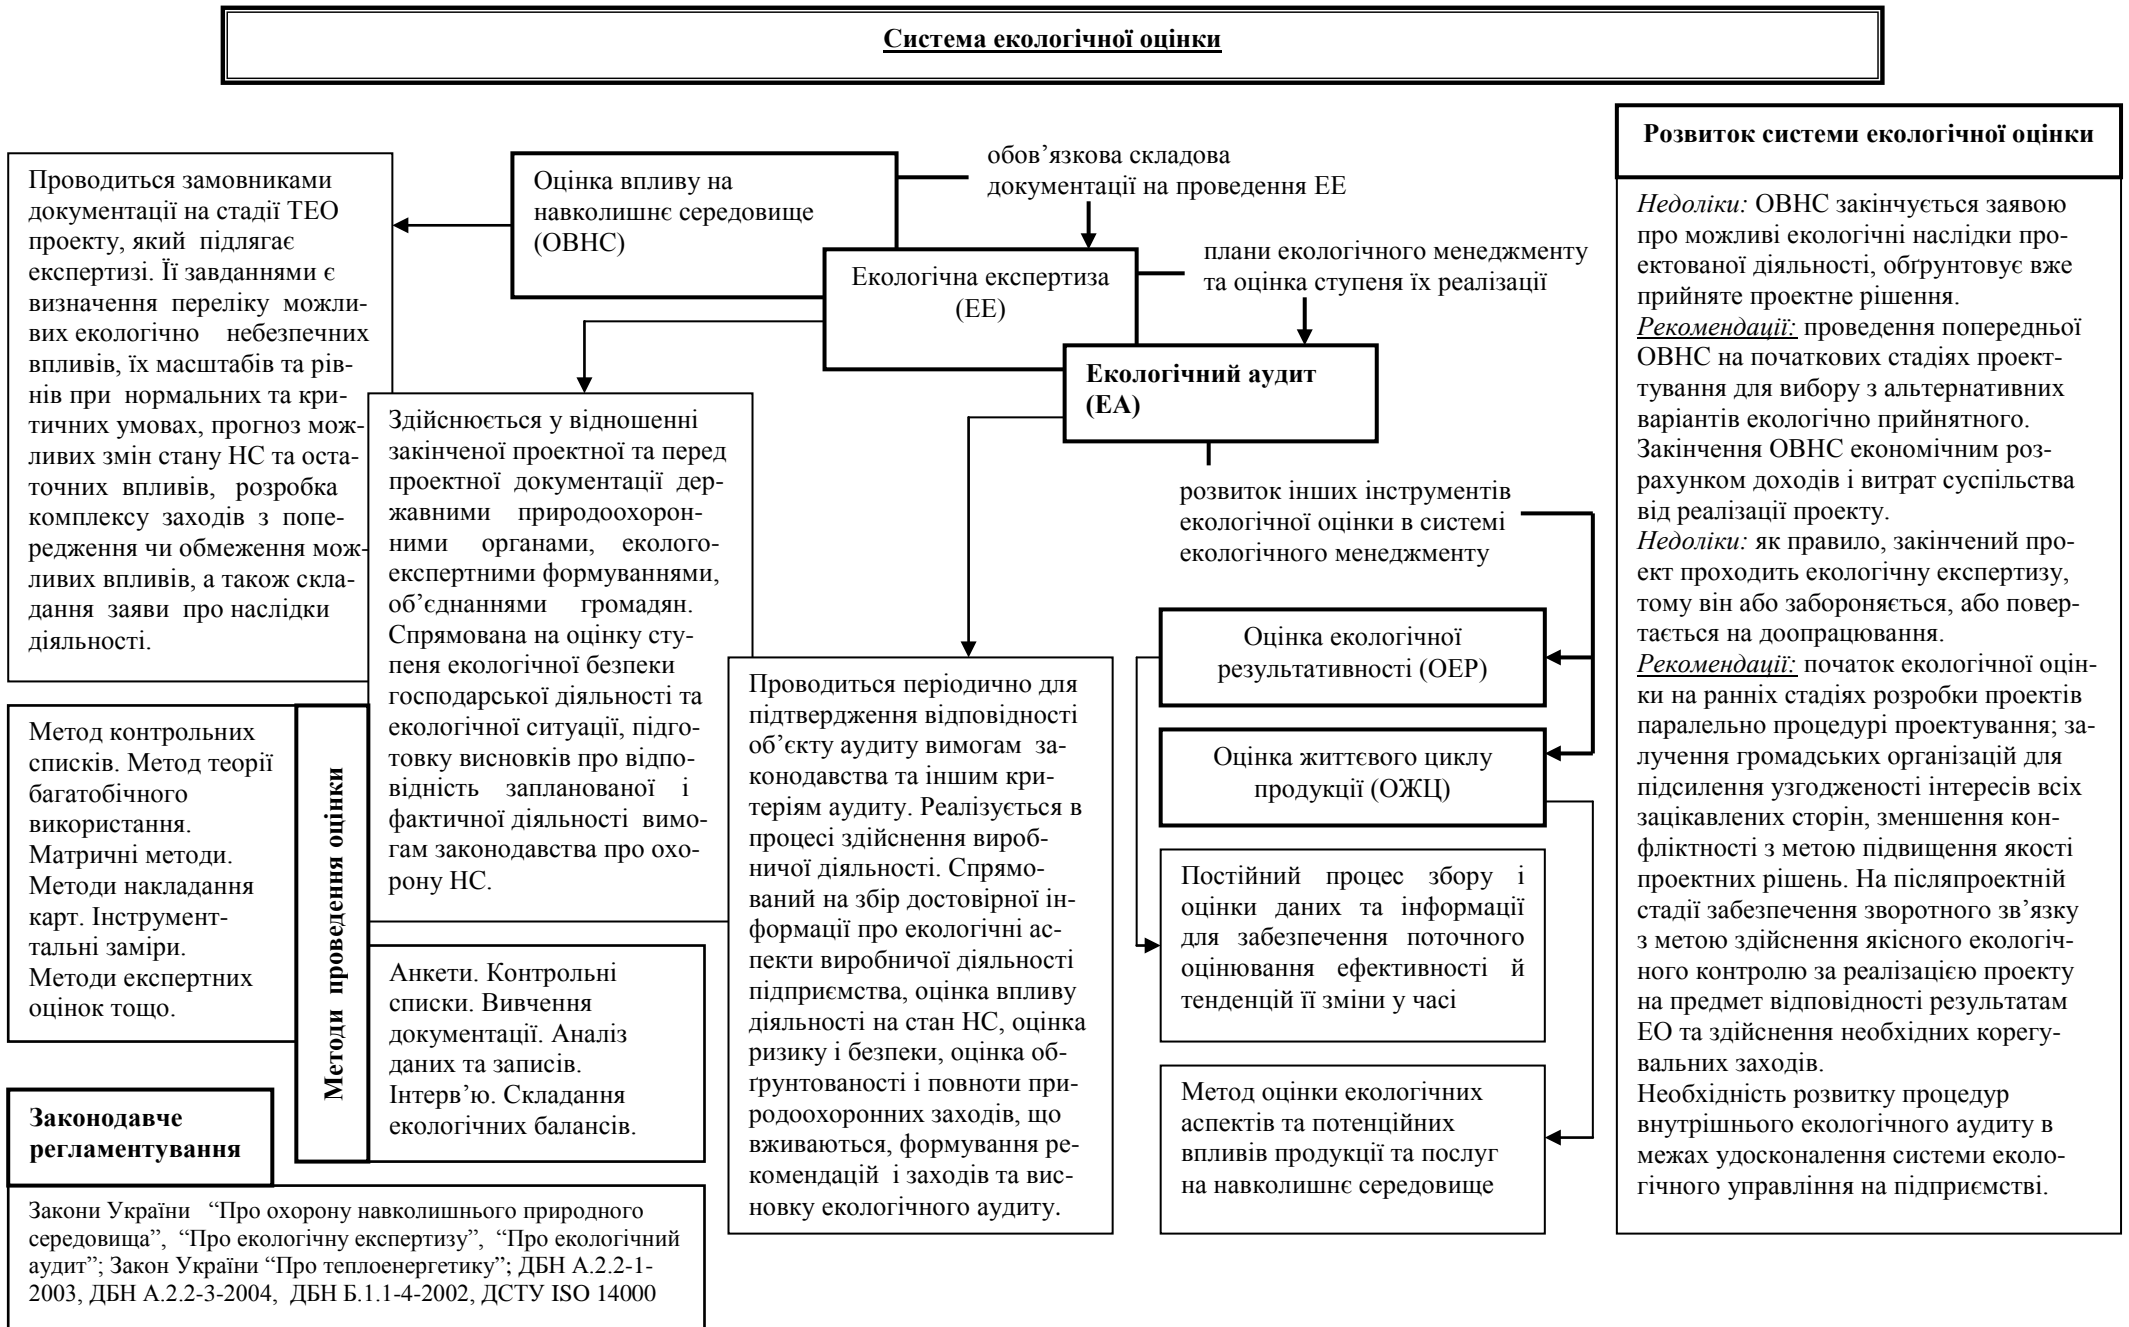 Система екологічної оцінки
Проводиться замовниками
документації на стадії ТЕО
проекту, який підлягає
експертизі. Її завданнями є
визначення переліку можли-
вих екологічно небезпечних
впливів, їх масштабів та рів-
нів при нормальних та кри-
тичних умовах, прогноз мож-
ливих змін стану НС та оста-
точних впливів, розробка
комплексу заходів з попе-
редження чи обмеження мож-
ливих впливів, а також скла-
дання заяви про наслідки
діяльності.
Оцінка впливу на
навколишнє середовище
(ОВНС)
обов’язкова складова
документації на проведення ЕЕ
Екологічна експертиза
(ЕЕ)
плани екологічного менеджменту
та оцінка ступеня їх реалізації
Екологічний аудит
(ЕА)
розвиток інших інструментів
екологічної оцінки в системі
екологічного менеджменту
Здійснюється у відношенні
закінченої проектної та перед
проектної документації дер-
жавними природоохорон-
ними органами, еколого-
експертними формуваннями,
об’єднаннями громадян.
Спрямована на оцінку сту-
пеня екологічної безпеки
господарської діяльності та
екологічної ситуації, підго-
товку висновків про відпо-
відність запланованої і
фактичної діяльності вимо-
гам законодавства про охо-
рону НС.
Проводиться періодично для
підтвердження відповідності
об’єкту аудиту вимогам за-
конодавства та іншим кри-
теріям аудиту. Реалізується в
процесі здійснення вироб-
ничої діяльності. Спрямо-
ваний на збір достовірної ін-
формації про екологічні ас-
пекти виробничої діяльності
підприємства, оцінка впливу
діяльності на стан НС, оцінка
ризику і безпеки, оцінка об-
ґрунтованості і повноти при-
родоохоронних заходів, що
вживаються, формування ре-
комендацій і заходів та вис-
новку екологічного аудиту.
Оцінка екологічної
результативності (ОЕР)
Оцінка життєвого циклу
продукції (ОЖЦ)
Постійний процес збору і
оцінки даних та інформації
для забезпечення поточного
оцінювання ефективності й
тенденцій її зміни у часі
Метод оцінки екологічних
аспектів та потенційних
впливів продукції та послуг
на навколишнє середовище
Методи проведення оцінки
Метод контрольних
списків. Метод теорії
багатобічного
використання.
Матричні методи.
Методи накладання
карт. Інструмент-
тальні заміри.
Методи експертних
оцінок тощо.
Анкети. Контрольні
списки. Вивчення
документації. Аналіз
даних та записів.
Інтерв’ю. Складання
екологічних балансів.
Законодавче
регламентування
Закони України “Про охорону навколишнього природного
середовища”, “Про екологічну експертизу”, “Про екологічний
аудит”; Закон України “Про теплоенергетику”; ДБН А.2.2-1-
2003, ДБН А.2.2-3-2004, ДБН Б.1.1-4-2002, ДСТУ ISO 14000
Розвиток системи екологічної оцінки
Недоліки: ОВНС закінчується заявою
про можливі екологічні наслідки про-
ектованої діяльності, обґрунтовує вже
прийняте проектне рішення.
Рекомендації: проведення попередньої
ОВНС на початкових стадіях проект-
тування для вибору з альтернативних
варіантів екологічно прийнятного.
Закінчення ОВНС економічним роз-
рахунком доходів і витрат суспільства
від реалізації проекту.
Недоліки: як правило, закінчений про-
ект проходить екологічну експертизу,
тому він або забороняється, або повер-
тається на доопрацювання.
Рекомендації: початок екологічної оцін-
ки на ранніх стадіях розробки проектів
паралельно процедурі проектування; за-
лучення громадських організацій для
підсилення узгодженості інтересів всіх
зацікавлених сторін, зменшення кон-
фліктності з метою підвищення якості
проектних рішень. На післяпроектній
стадії забезпечення зворотного зв’язку
з метою здійснення якісного екологіч-
ного контролю за реалізацією проекту
на предмет відповідності результатам
ЕО та здійснення необхідних корегу-
вальних заходів.
Необхідність розвитку процедур
внутрішнього екологічного аудиту в
межах удосконалення системи еколо-
гічного управління на підприємстві.